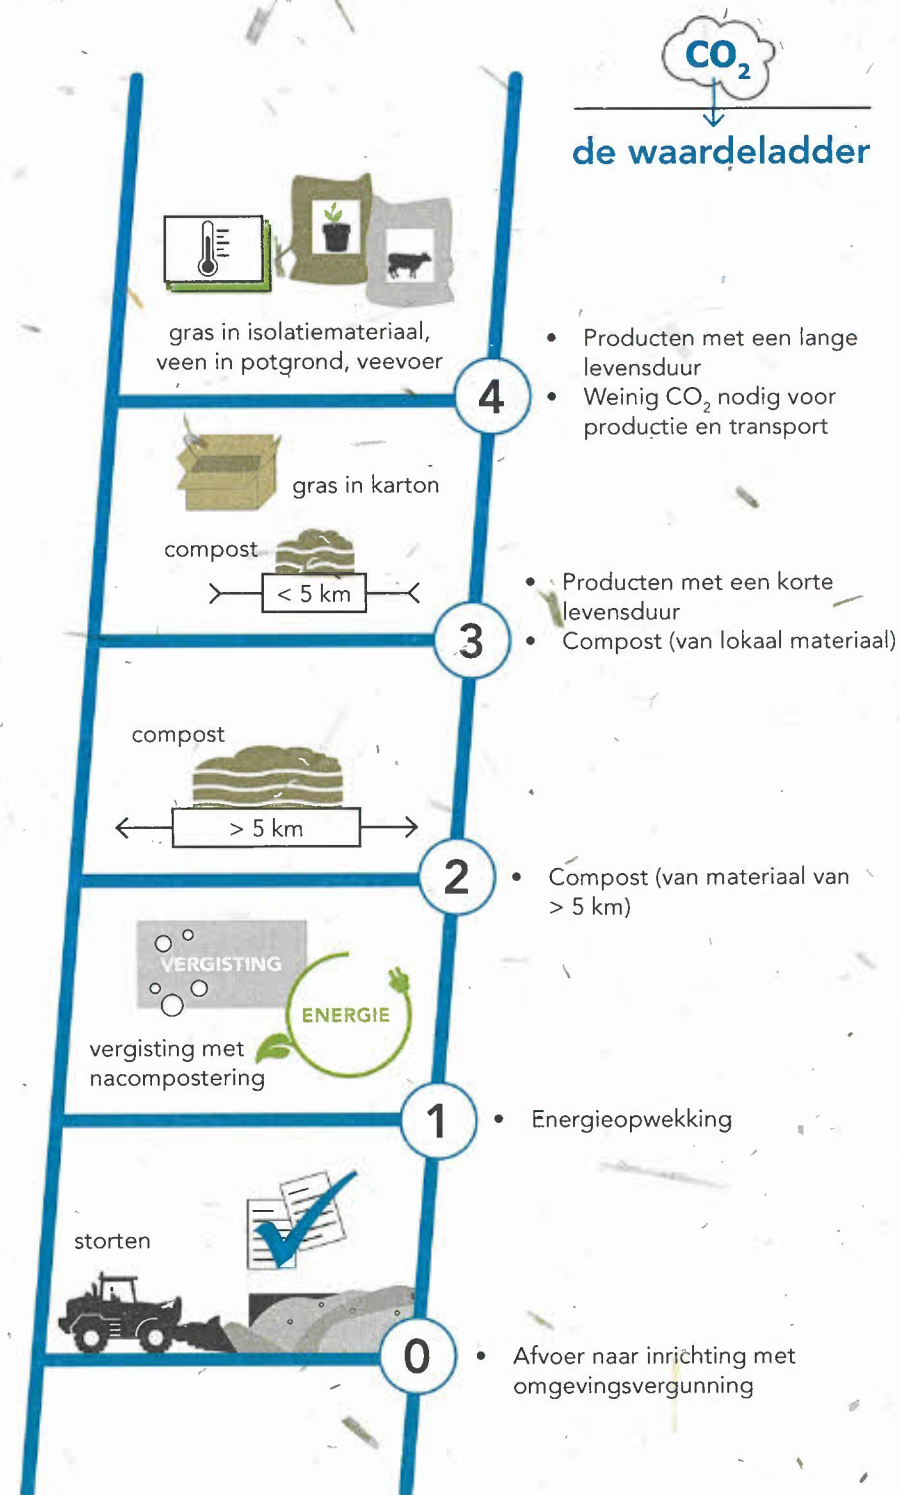 CO₂
de waardeladder
gras in isolatiemateriaal,
veen in potgrond, veevoer
4
• Producten met een lange
levensduur
• Weinig CO₂ nodig voor
productie en transport
gras in karton
compost
< 5 km
3
• Producten met een korte
levensduur
• Compost (van lokaal materiaal)
compost
> 5 km
2
• Compost (van materiaal van
> 5 km)
VERGISTING
ENERGIE
vergisting met
nacompostering
1
• Energieopwekking
storten
0
• Afvoer naar inrichting met
omgevingsvergunning